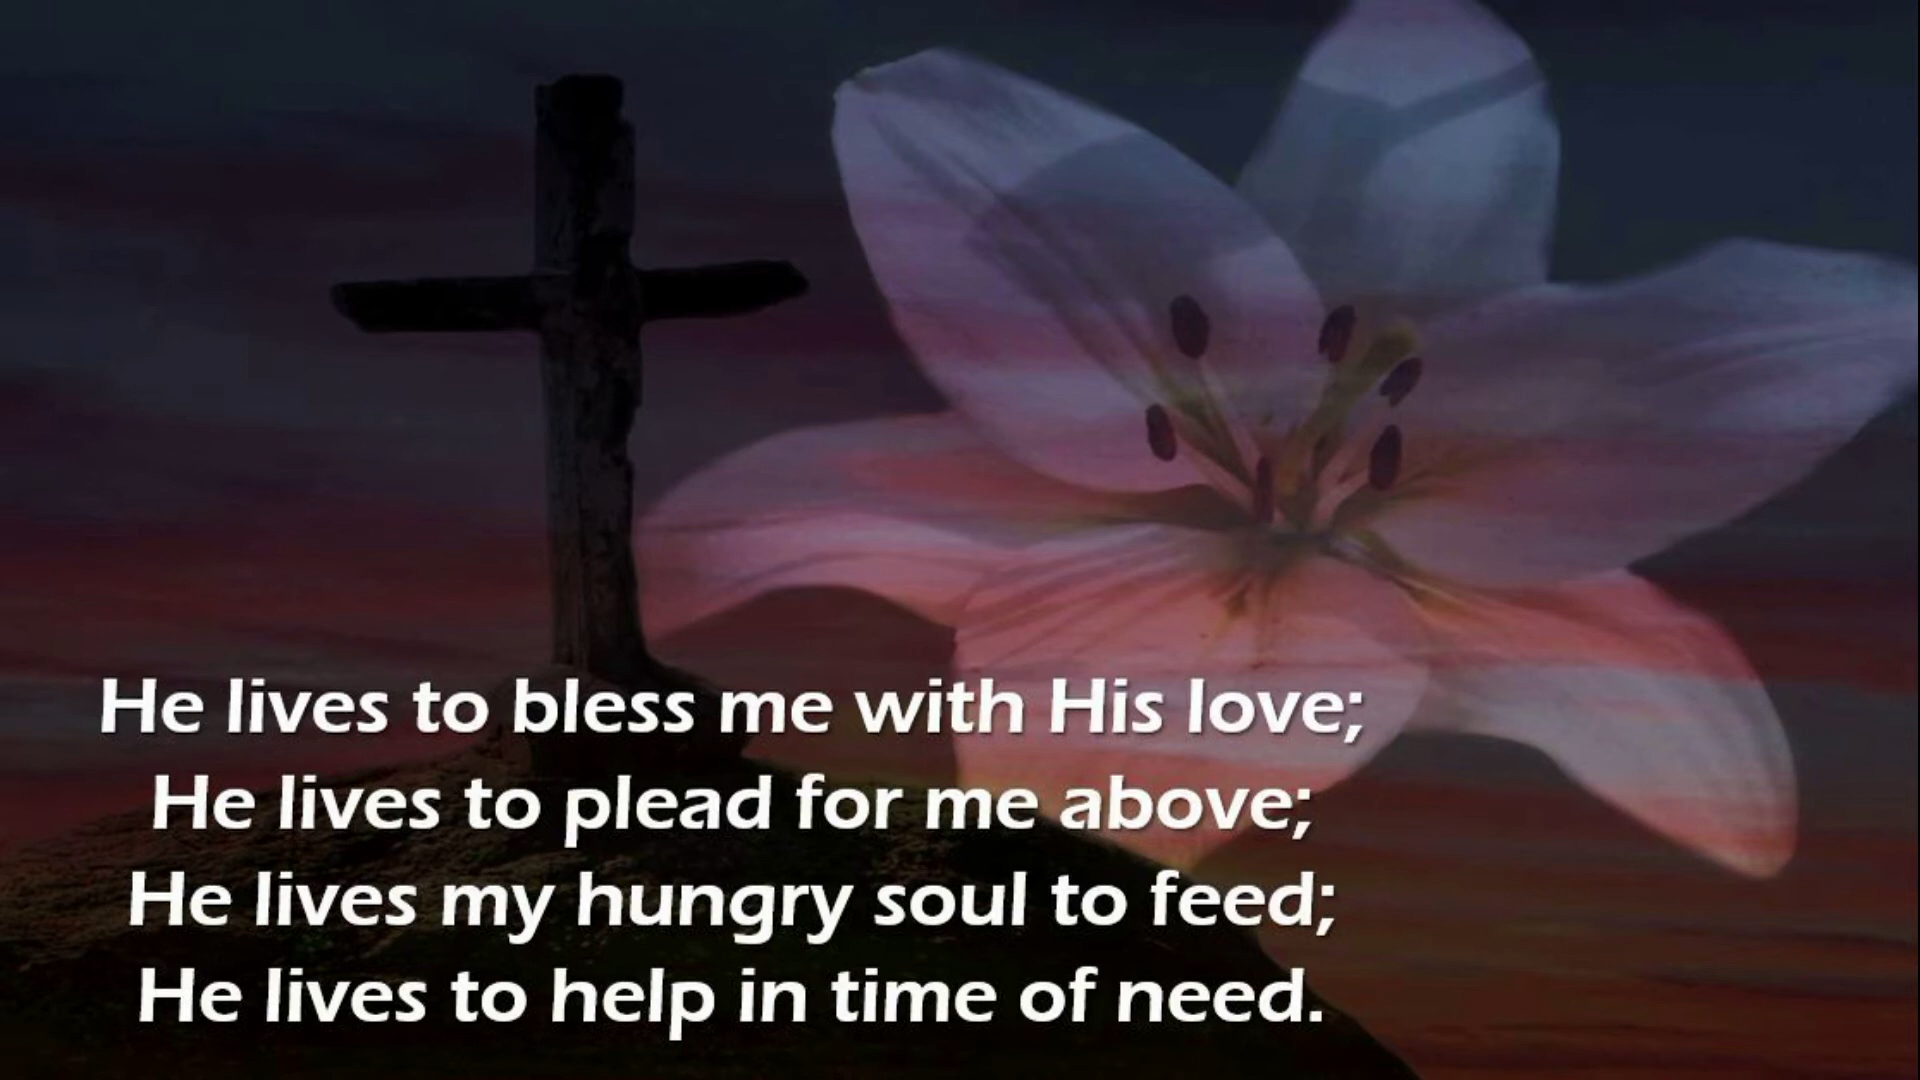 He lives to bless me with His love;
He lives to plead for me above;
He lives my hungry soul to feed;
He lives to help in time of need.